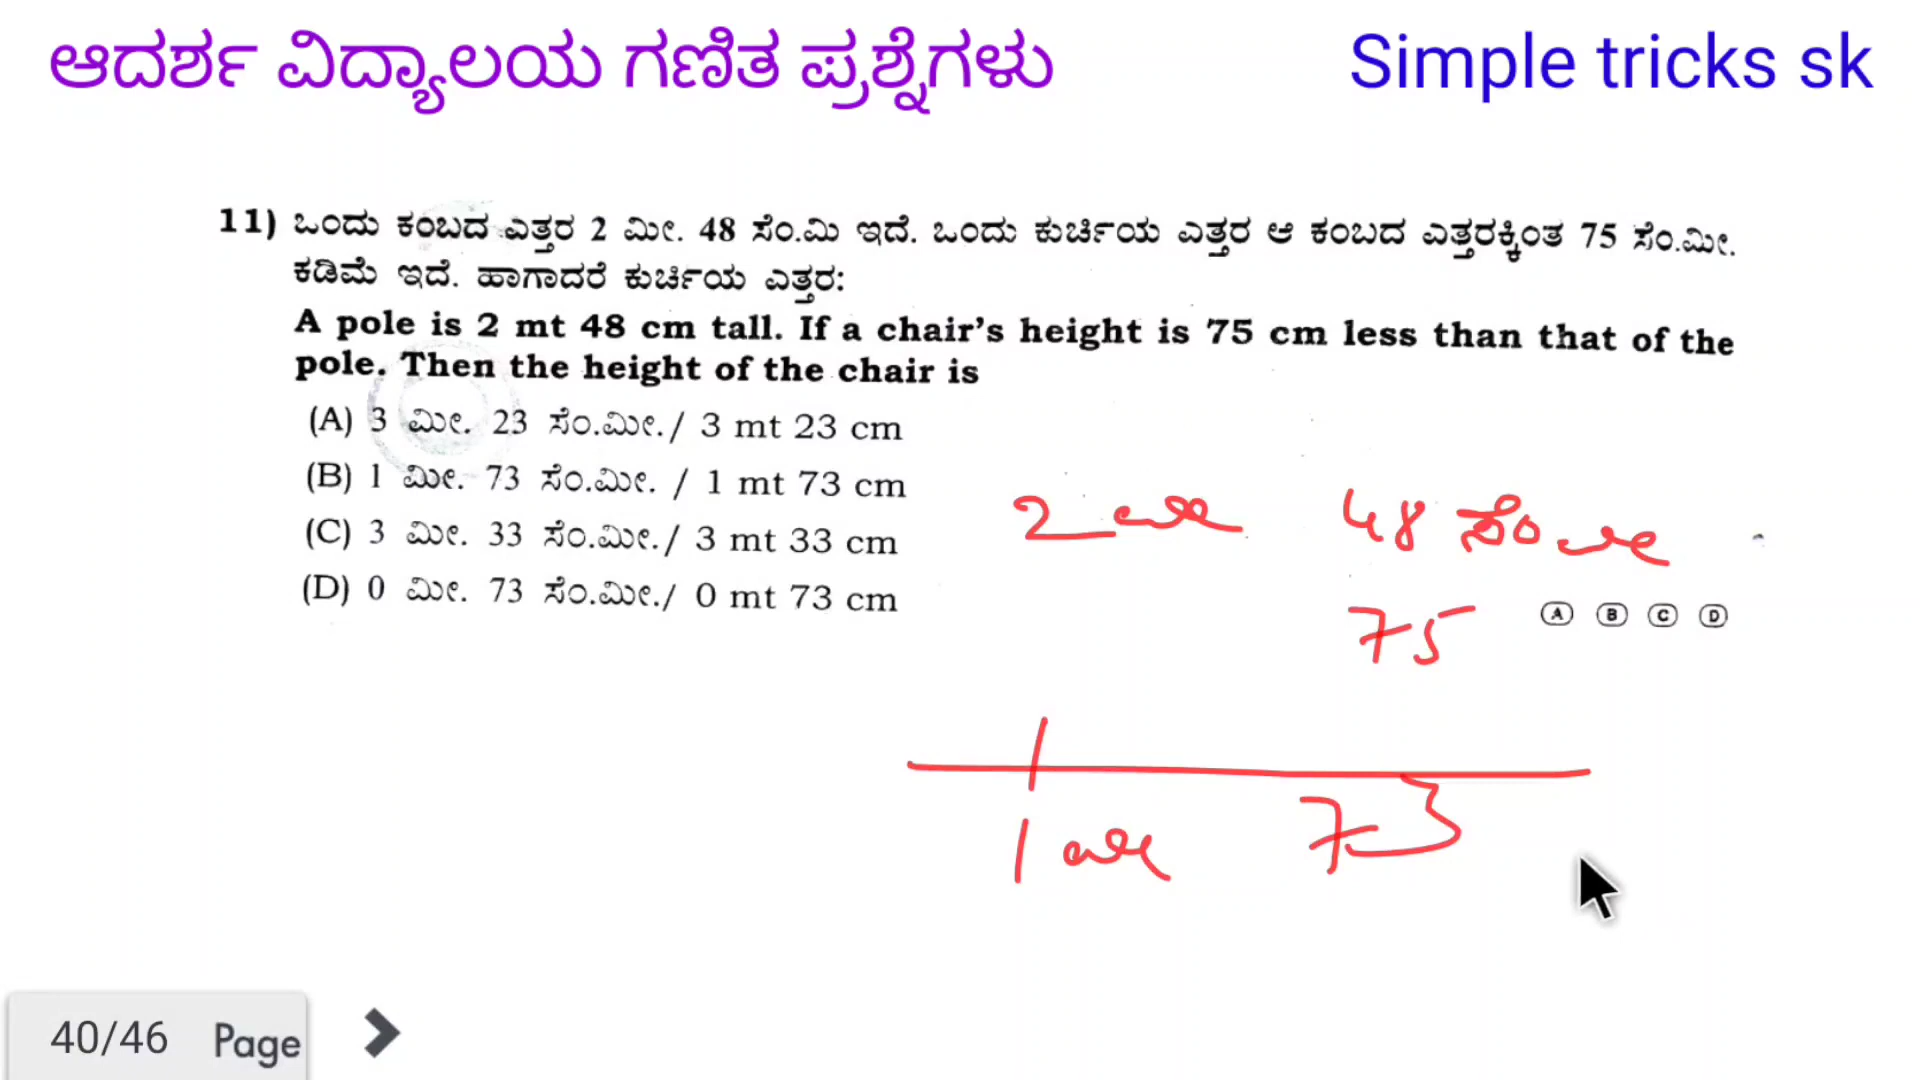 ಆದರ್ಶ ವಿದ್ಯಾಲಯ ಗಣಿತ ಪ್ರಶ್ನೆಗಳು
Simple tricks sk
11) ಒಂದು ಕಂಬದ ಎತ್ತರ 2 ಮೀ. 48 ಸೆಂ.ಮಿ ಇದೆ. ಒಂದು ಕುರ್ಚಿಯ ಎತ್ತರ ಆ ಕಂಬದ ಎತ್ತರಕ್ಕಿಂತ 75 ಸೆಂ.ಮೀ.
ಕಡಿಮೆ ಇದೆ. ಹಾಗಾದರೆ ಕುರ್ಚಿಯ ಎತ್ತರ:
A pole is 2 mt 48 cm tall. If a chair's height is 75 cm less than that of the
pole. Then the height of the chair is
(A) 3 ಮೀ. 23 ಸೆಂ.ಮೀ./ 3 mt 23 cm
(B) 1 ಮೀ. 73 ಸೆಂ.ಮೀ. / 1 mt 73 cm
(C) 3 ಮೀ. 33 ಸೆಂ.ಮೀ./ 3 mt 33 cm
(D) 0 ಮೀ. 73 ಸೆಂ.ಮೀ./ 0 mt 73 cm
2 ಮೀ 48 ಸೆಂ ಮೀ
75
A B C D
1 ಮೀ 73
40/46 Page